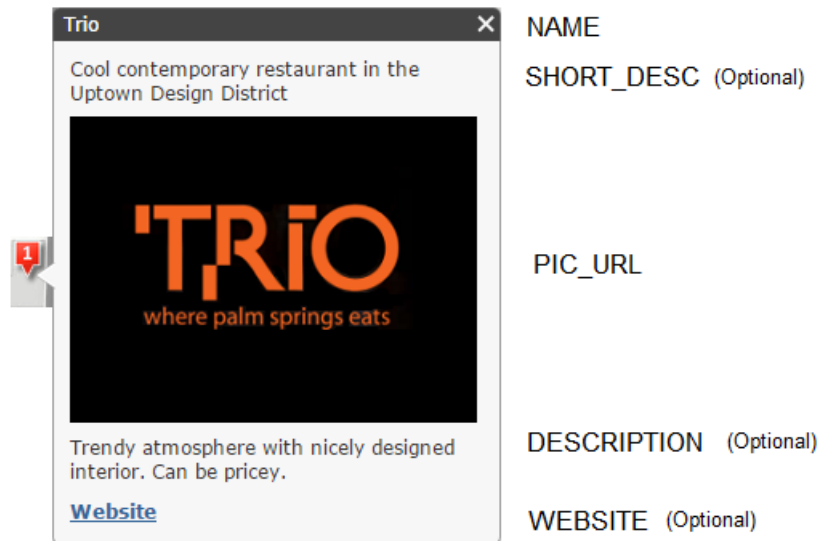 Trio
NAME
Cool contemporary restaurant in the
Uptown Design District
SHORT_DESC (Optional)
TRiO
where palm springs eats
1
PIC_URL
Trendy atmosphere with nicely designed
interior. Can be pricey.
DESCRIPTION (Optional)
Website
WEBSITE (Optional)